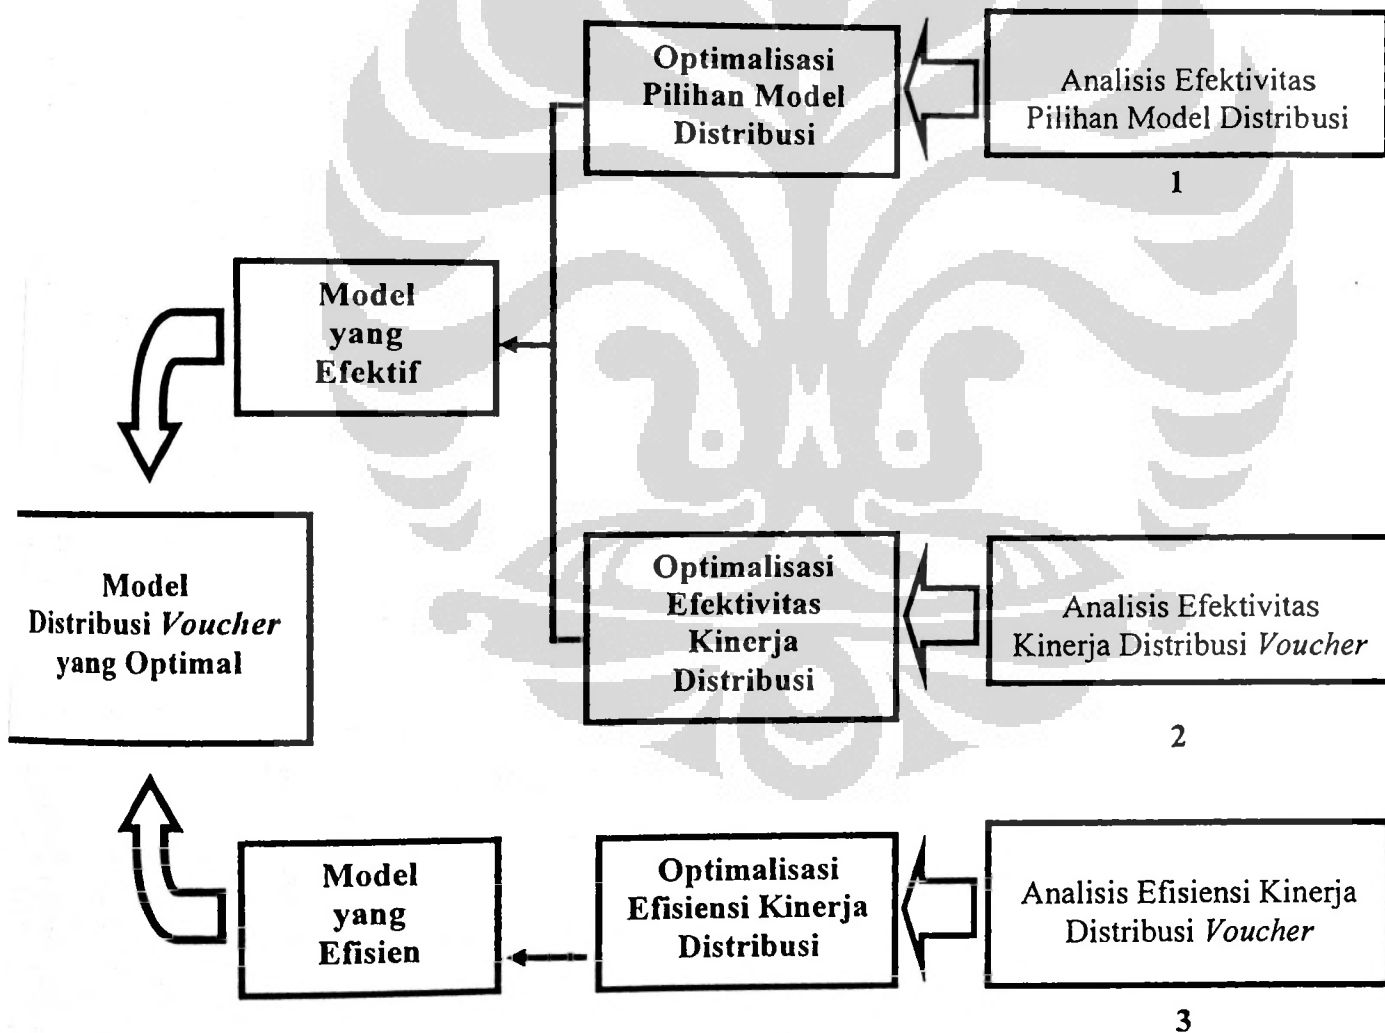 Optimalisasi
Pilihan Model
Distribusi
Analisis Efektivitas
Pilihan Model Distribusi
1
Model
yang
Efektif
Model
Distribusi Voucher
yang Optimal
Optimalisasi
Efektivitas
Kinerja
Distribusi
Analisis Efektivitas
Kinerja Distribusi Voucher
2
Model
yang
Efisien
Optimalisasi
Efisiensi Kinerja
Distribusi
Analisis Efisiensi Kinerja
Distribusi Voucher
3